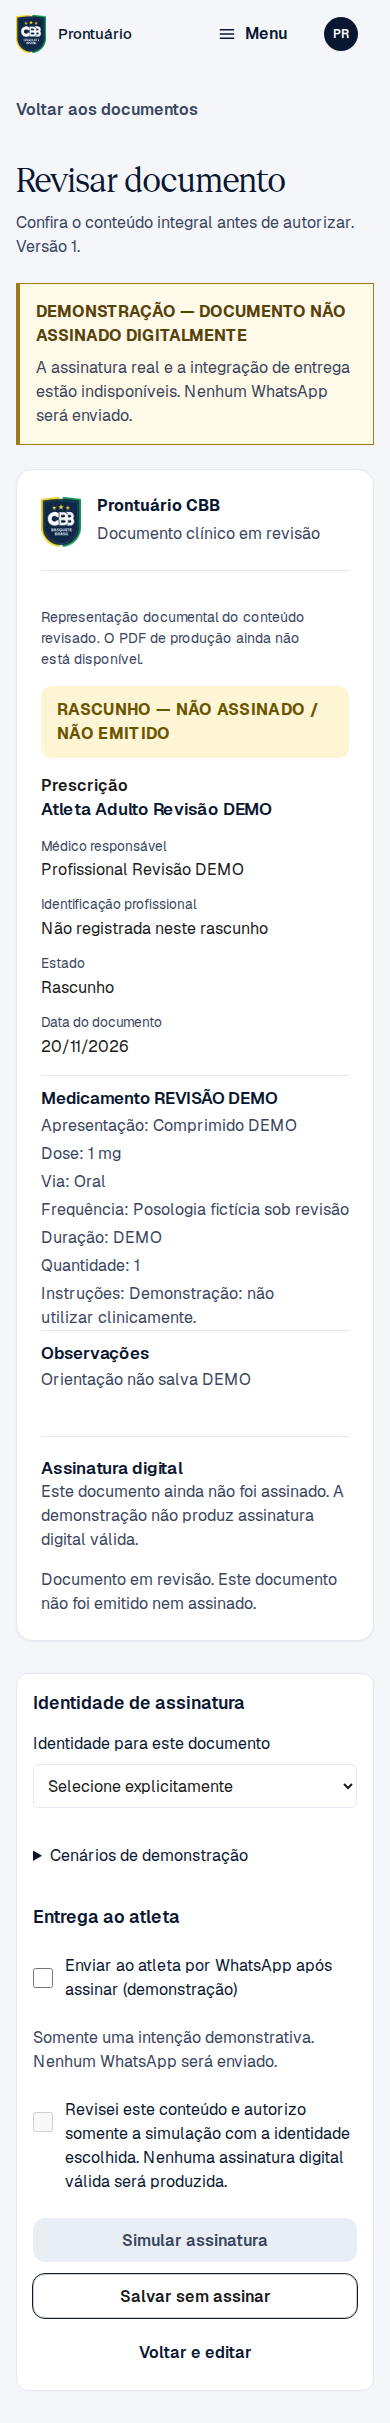 CBB
BASQUETE
BRASIL
Prontuário
Menu
PR
Voltar aos documentos
Revisar documento
Confira o conteúdo integral antes de autorizar.
Versão 1.
DEMONSTRAÇÃO — DOCUMENTO NÃO
ASSINADO DIGITALMENTE
A assinatura real e a integração de entrega
estão indisponíveis. Nenhum WhatsApp
será enviado.
CBB
BASQUETE
BRASIL
Prontuário CBB
Documento clínico em revisão
Representação documental do conteúdo
revisado. O PDF de produção ainda não
está disponível.
RASCUNHO — NÃO ASSINADO /
NÃO EMITIDO
Prescrição
Atleta Adulto Revisão DEMO
Médico responsável
Profissional Revisão DEMO
Identificação profissional
Não registrada neste rascunho
Estado
Rascunho
Data do documento
20/11/2026
Medicamento REVISÃO DEMO
Apresentação: Comprimido DEMO
Dose: 1 mg
Via: Oral
Frequência: Posologia fictícia sob revisão
Duração: DEMO
Quantidade: 1
Instruções: Demonstração: não
utilizar clinicamente.
Observações
Orientação não salva DEMO
Assinatura digital
Este documento ainda não foi assinado. A
demonstração não produz assinatura
digital válida.
Documento em revisão. Este documento
não foi emitido nem assinado.
Identidade de assinatura
Identidade para este documento
Selecione explicitamente
Cenários de demonstração
Entrega ao atleta
Enviar ao atleta por WhatsApp após
assinar (demonstração)
Somente uma intenção demonstrativa.
Nenhum WhatsApp será enviado.
Revisei este conteúdo e autorizo
somente a simulação com a identidade
escolhida. Nenhuma assinatura digital
válida será produzida.
Simular assinatura
Salvar sem assinar
Voltar e editar